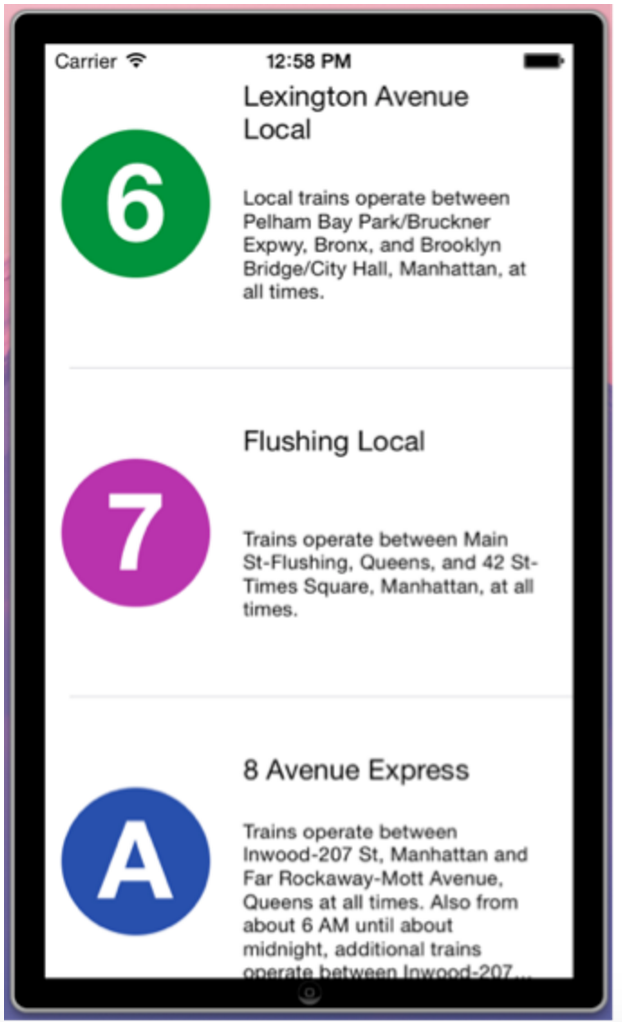 Carrier 12:58 PM
Lexington Avenue
Local
6
Local trains operate between
Pelham Bay Park/Bruckner
Expwy, Bronx, and Brooklyn
Bridge/City Hall, Manhattan, at
all times.
Flushing Local
7
Trains operate between Main
St-Flushing, Queens, and 42 St-
Times Square, Manhattan, at all
times.
8 Avenue Express
A
Trains operate between
Inwood-207 St, Manhattan and
Far Rockaway-Mott Avenue,
Queens at all times. Also from
about 6 AM until about
midnight, additional trains
operate between Inwood-207...